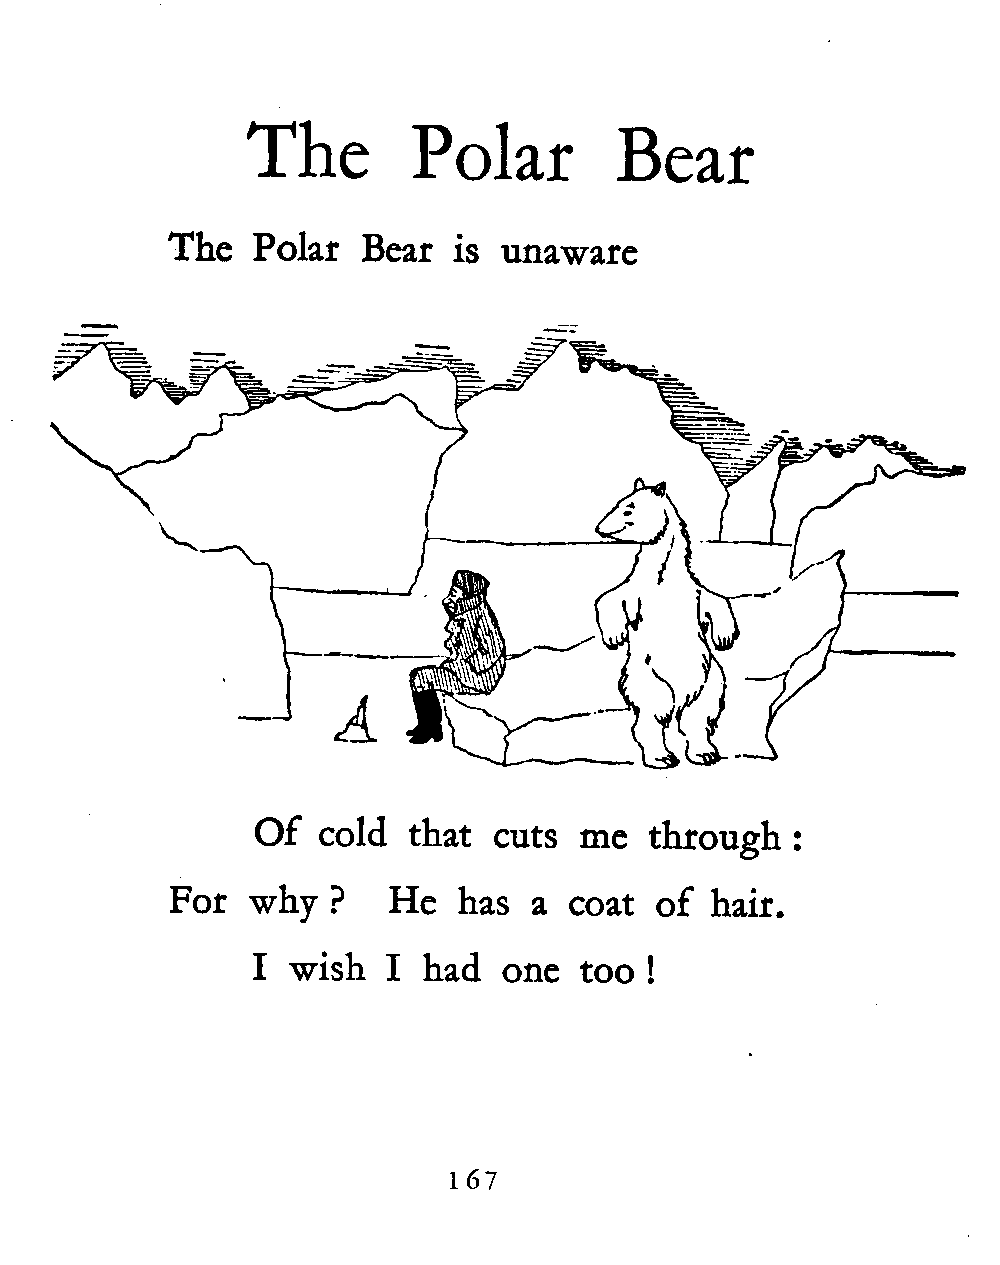 The Polar Bear
The Polar Bear is unaware
Of cold that cuts me through :
For why ? He has a coat of hair.
I wish I had one too !
167